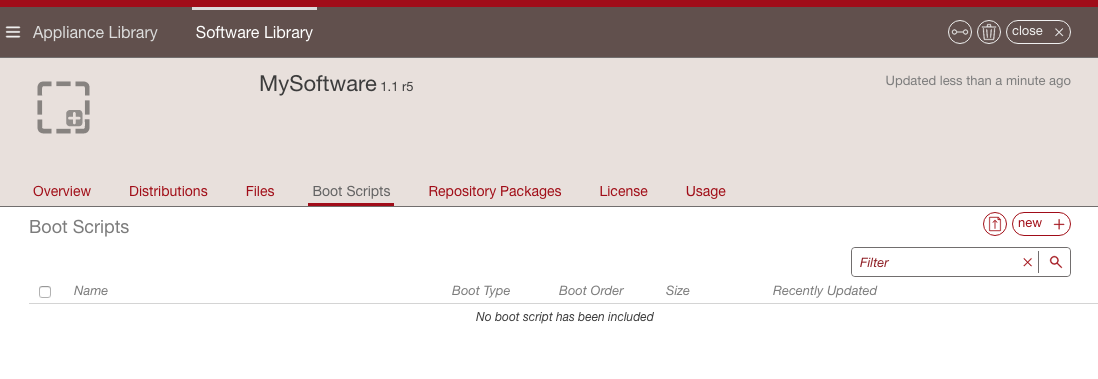 Appliance Library Software Library close
MySoftware 1.1 r5 Updated less than a minute ago
Overview Distributions Files Boot Scripts Repository Packages License Usage
Boot Scripts new
Filter
Name Boot Type Boot Order Size Recently Updated
No boot script has been included